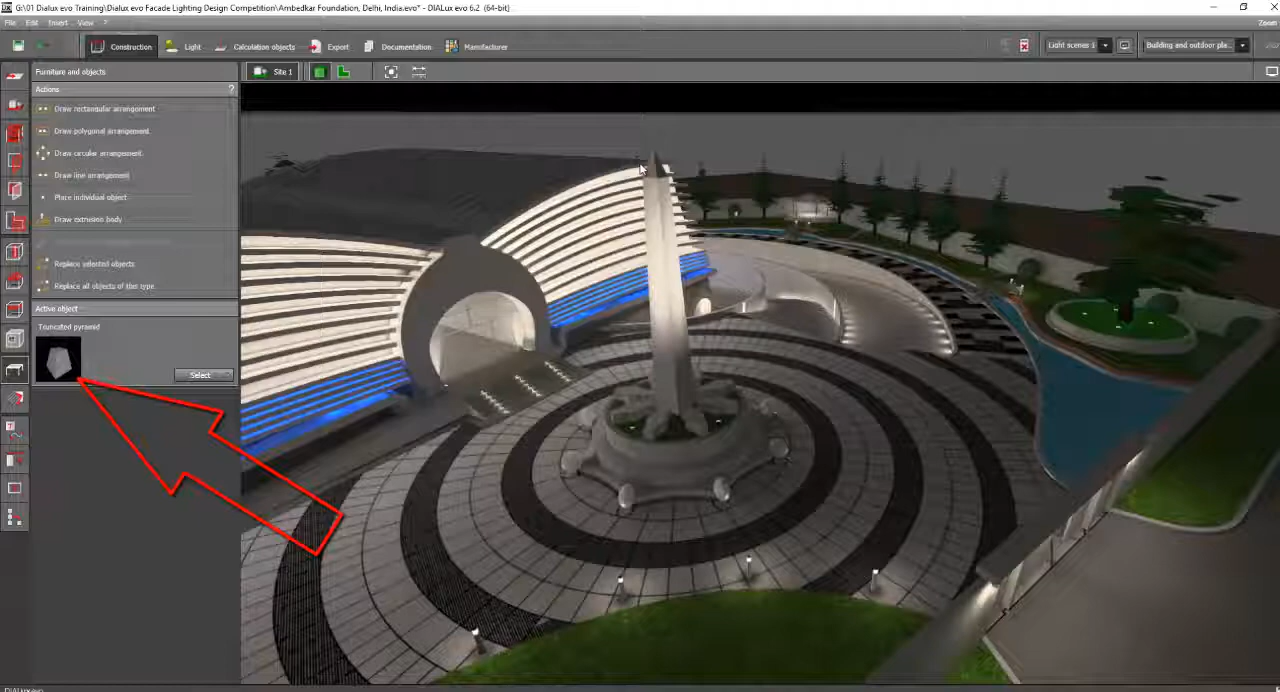 G:\01 Dialux evo Training\Dialux evo Facade Lighting Design Competition\Ambedkar Foundation, Delhi, India.evo* - DIALux evo 6.2 (64-bit)
File Edit Insert View ?
Zoom
Construction Light Calculation objects Export Documentation Manufacturer
Light scenes 1
Building and outdoor pla...
Furniture and objects
Site 1
Actions ?
Draw rectangular arrangement
Draw polygonal arrangement
Draw circular arrangement
Draw line arrangement
Place individual object
Draw extrusion body
Replace selected objects
Replace all objects of this type
Active object
Truncated pyramid
Select
DIALux evo